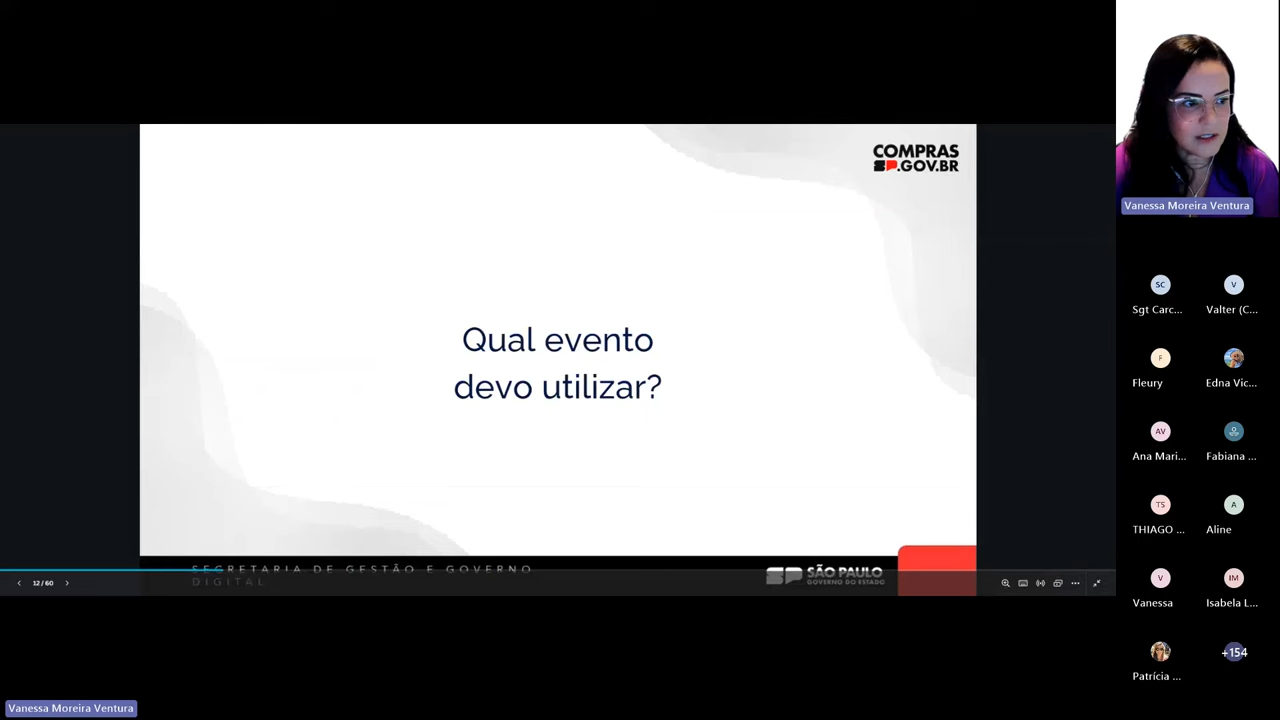 COMPRAS
SP.GOV.BR
Qual evento
devo utilizar?
SECRETARIA DE GESTÃO E GOVERNO
DIGITAL
SP SÃO PAULO
GOVERNO DO ESTADO
12/60
Vanessa Moreira Ventura
SC
V
Sgt Carc...
Valter (C...
F
Fleury
Edna Vic...
AV
Ana Mari...
Fabiana ...
TS
A
THIAGO ...
Aline
V
IM
Vanessa
Isabela L...
+154
Patrícia ...
Vanessa Moreira Ventura